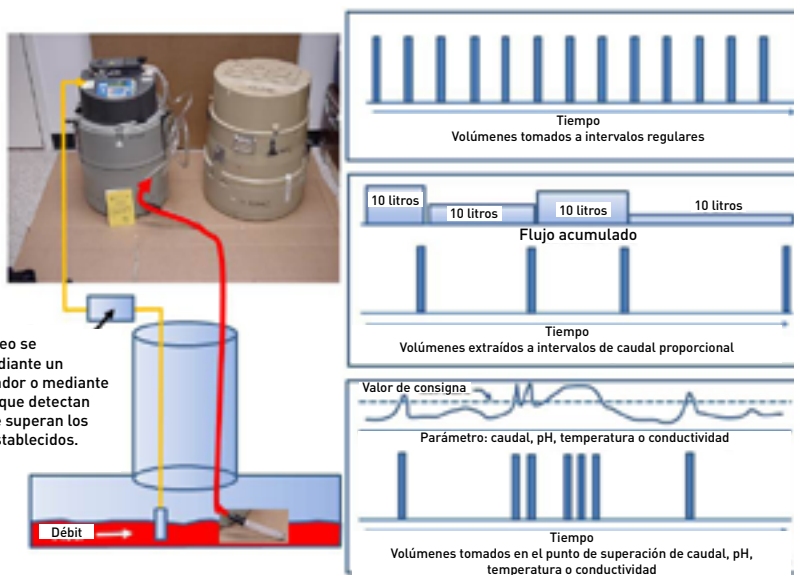 Tiempo
Volúmenes tomados a intervalos regulares
10 litros
10 litros
10 litros
10 litros
Flujo acumulado
Tiempo
Volúmenes extraídos a intervalos de caudal proporcional
Valor de consigna
Parámetro: caudal, pH, temperatura o conductividad
Tiempo
Volúmenes tomados en el punto de superación de caudal, pH,
temperatura o conductividad
eo se
diante un
ador o mediante
que detectan
e superan los
stablecidos.
Débit